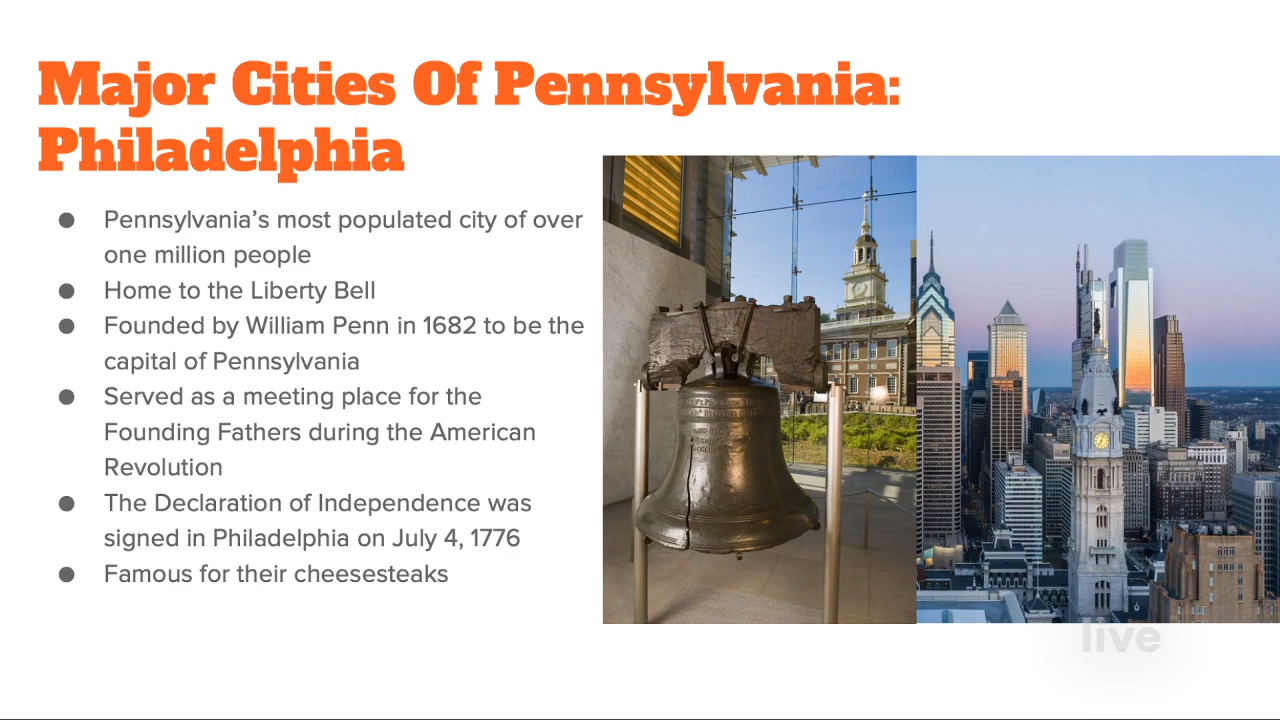 Major Cities Of Pennsylvania:
Philadelphia
● Pennsylvania’s most populated city of over
one million people
● Home to the Liberty Bell
● Founded by William Penn in 1682 to be the
capital of Pennsylvania
● Served as a meeting place for the
Founding Fathers during the American
Revolution
● The Declaration of Independence was
signed in Philadelphia on July 4, 1776
● Famous for their cheesesteaks
live